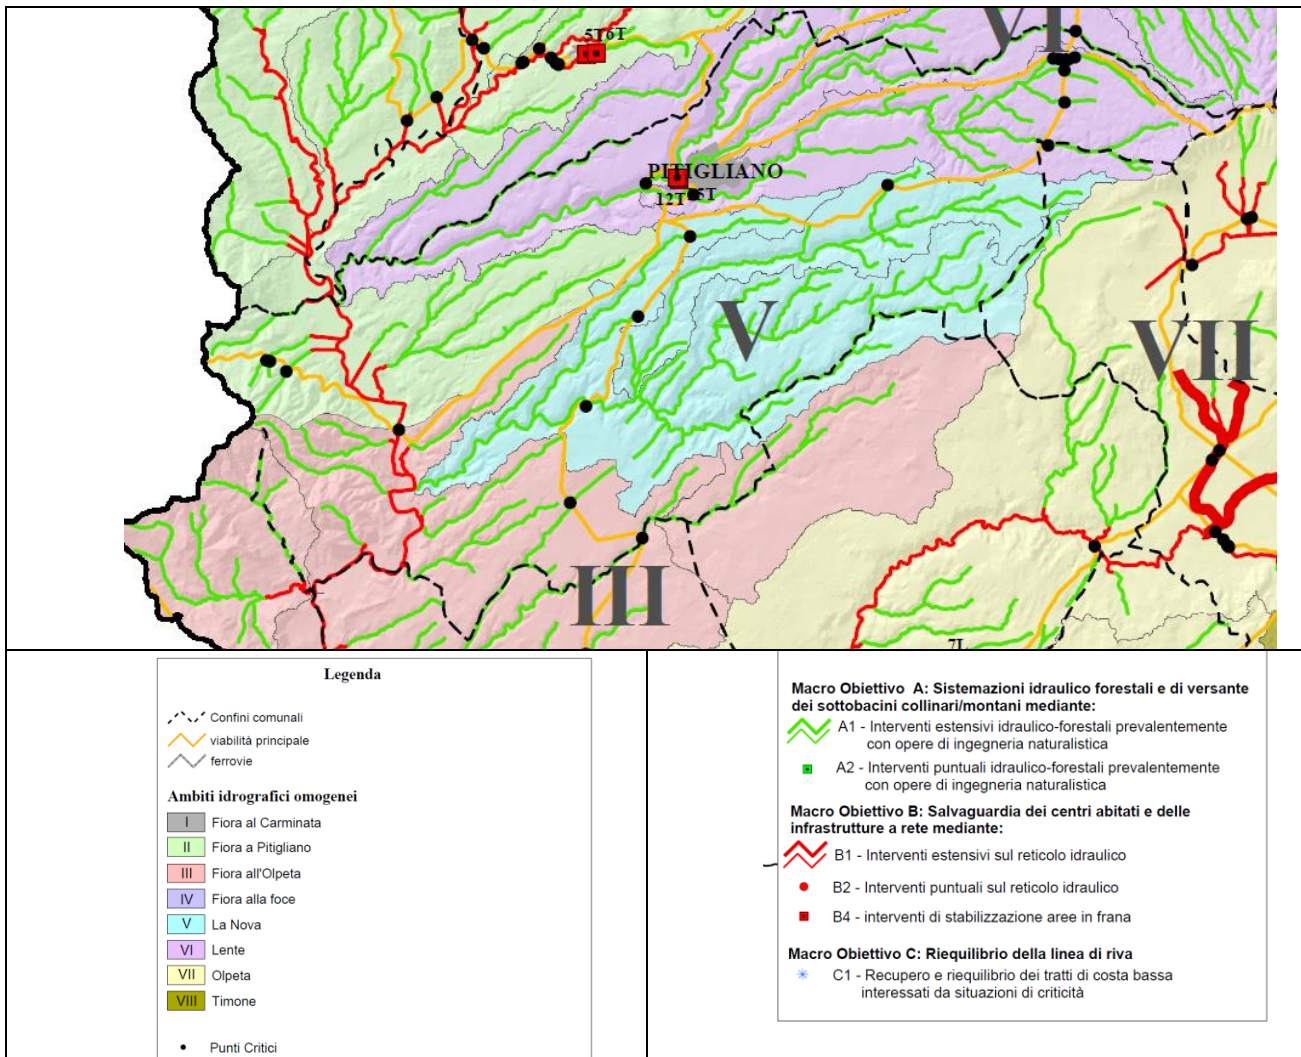 5T6T
VI
PITIGLIANO
12T 5T
V
VII
III
7L
Legenda
Confini comunali
viabilità principale
ferrovie
Ambiti idrografici omogenei
I Fiora al Carminata
II Fiora a Pitigliano
III Fiora all'Olpeta
IV Fiora alla foce
V La Nova
VI Lente
VII Olpeta
VIII Timone
Punti Critici
Macro Obiettivo A: Sistemazioni idraulico forestali e di versante
dei sottobacini collinari/montani mediante:
A1 - Interventi estensivi idraulico-forestali prevalentemente
con opere di ingegneria naturalistica
A2 - Interventi puntuali idraulico-forestali prevalentemente
con opere di ingegneria naturalistica
Macro Obiettivo B: Salvaguardia dei centri abitati e delle
infrastrutture a rete mediante:
B1 - Interventi estensivi sul reticolo idraulico
B2 - Interventi puntuali sul reticolo idraulico
B4 - interventi di stabilizzazione aree in frana
Macro Obiettivo C: Riequilibrio della linea di riva
C1 - Recupero e riequilibrio dei tratti di costa bassa
interessati da situazioni di criticità